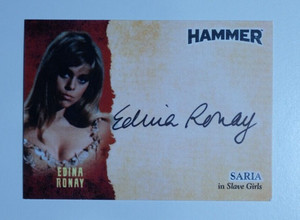 HAMMER
Edina Ronay
EDINA
RONAY
SARIA
in Slave Girls